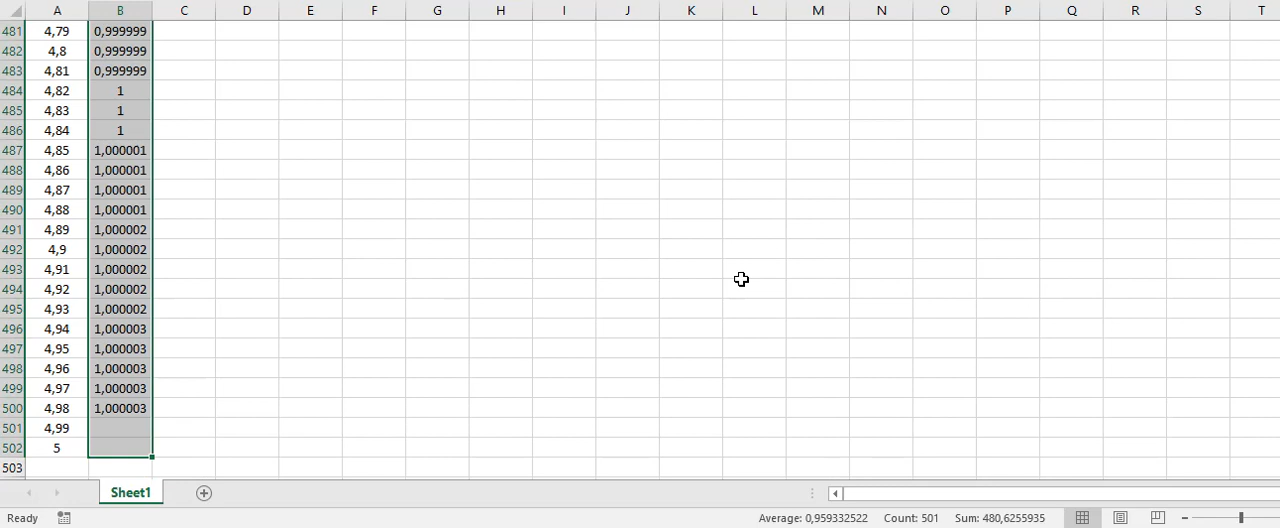 A B C D E F G H I J K L M N O P Q R S T
481 4,79 0,999999
482 4,8 0,999999
483 4,81 0,999999
484 4,82 1
485 4,83 1
486 4,84 1
487 4,85 1,000001
488 4,86 1,000001
489 4,87 1,000001
490 4,88 1,000001
491 4,89 1,000002
492 4,9 1,000002
493 4,91 1,000002
494 4,92 1,000002
495 4,93 1,000002
496 4,94 1,000003
497 4,95 1,000003
498 4,96 1,000003
499 4,97 1,000003
500 4,98 1,000003
501 4,99
502 5
503
Sheet1
Ready Average: 0,959332522 Count: 501 Sum: 480,6255935